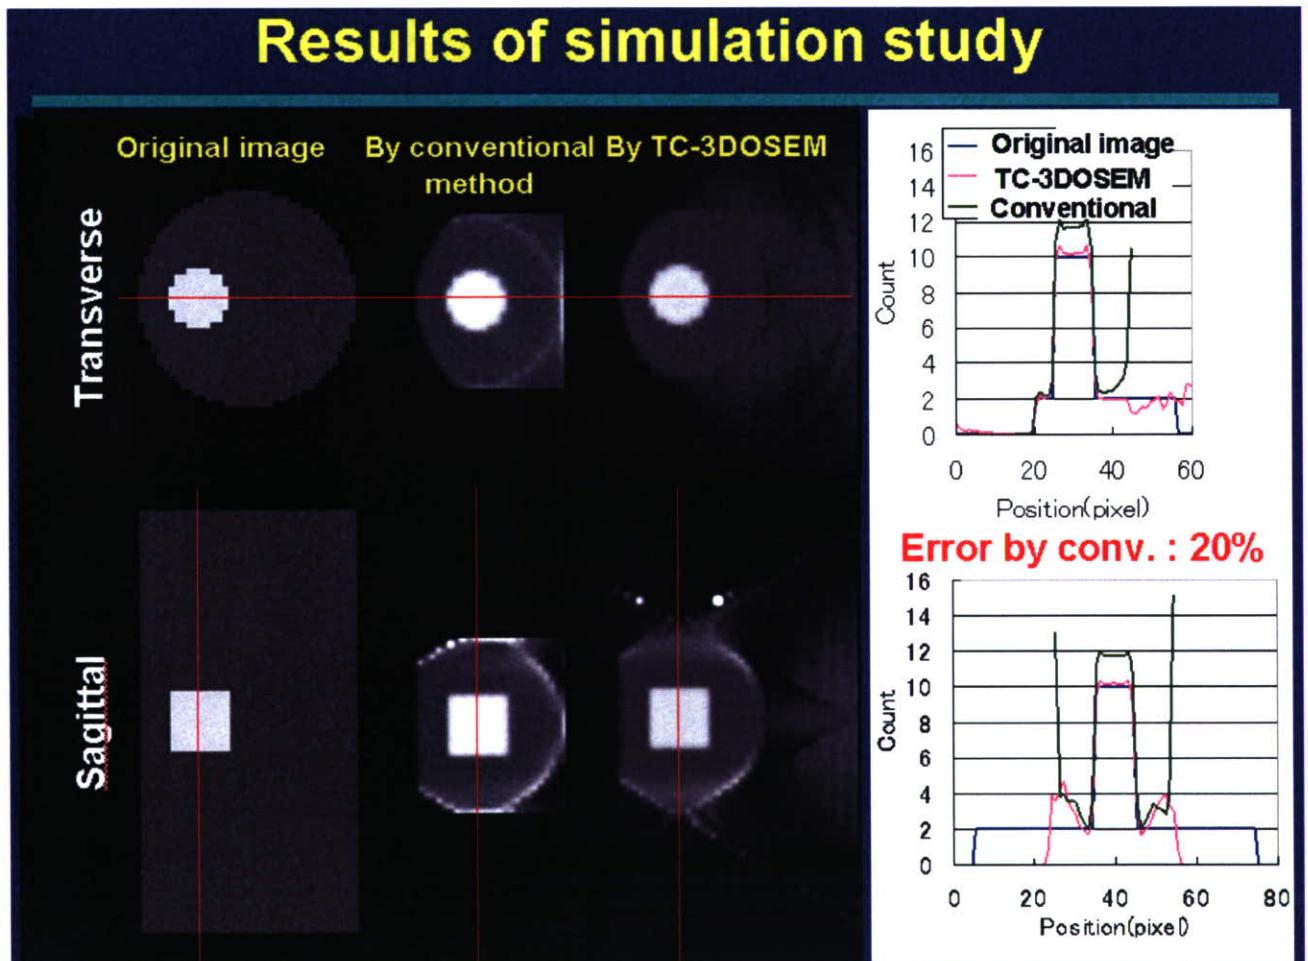 Results of simulation study
Original image
By conventional
method
By TC-3DOSEM
Transverse
Sagittal
Original image
TC-3DOSEM
Conventional
16
14
12
10
8
6
4
2
0
Count
0 20 40 60
Position(pixel)
Error by conv. : 20%
16
14
12
10
8
6
4
2
0
Count
0 20 40 60 80
Position(pixel)